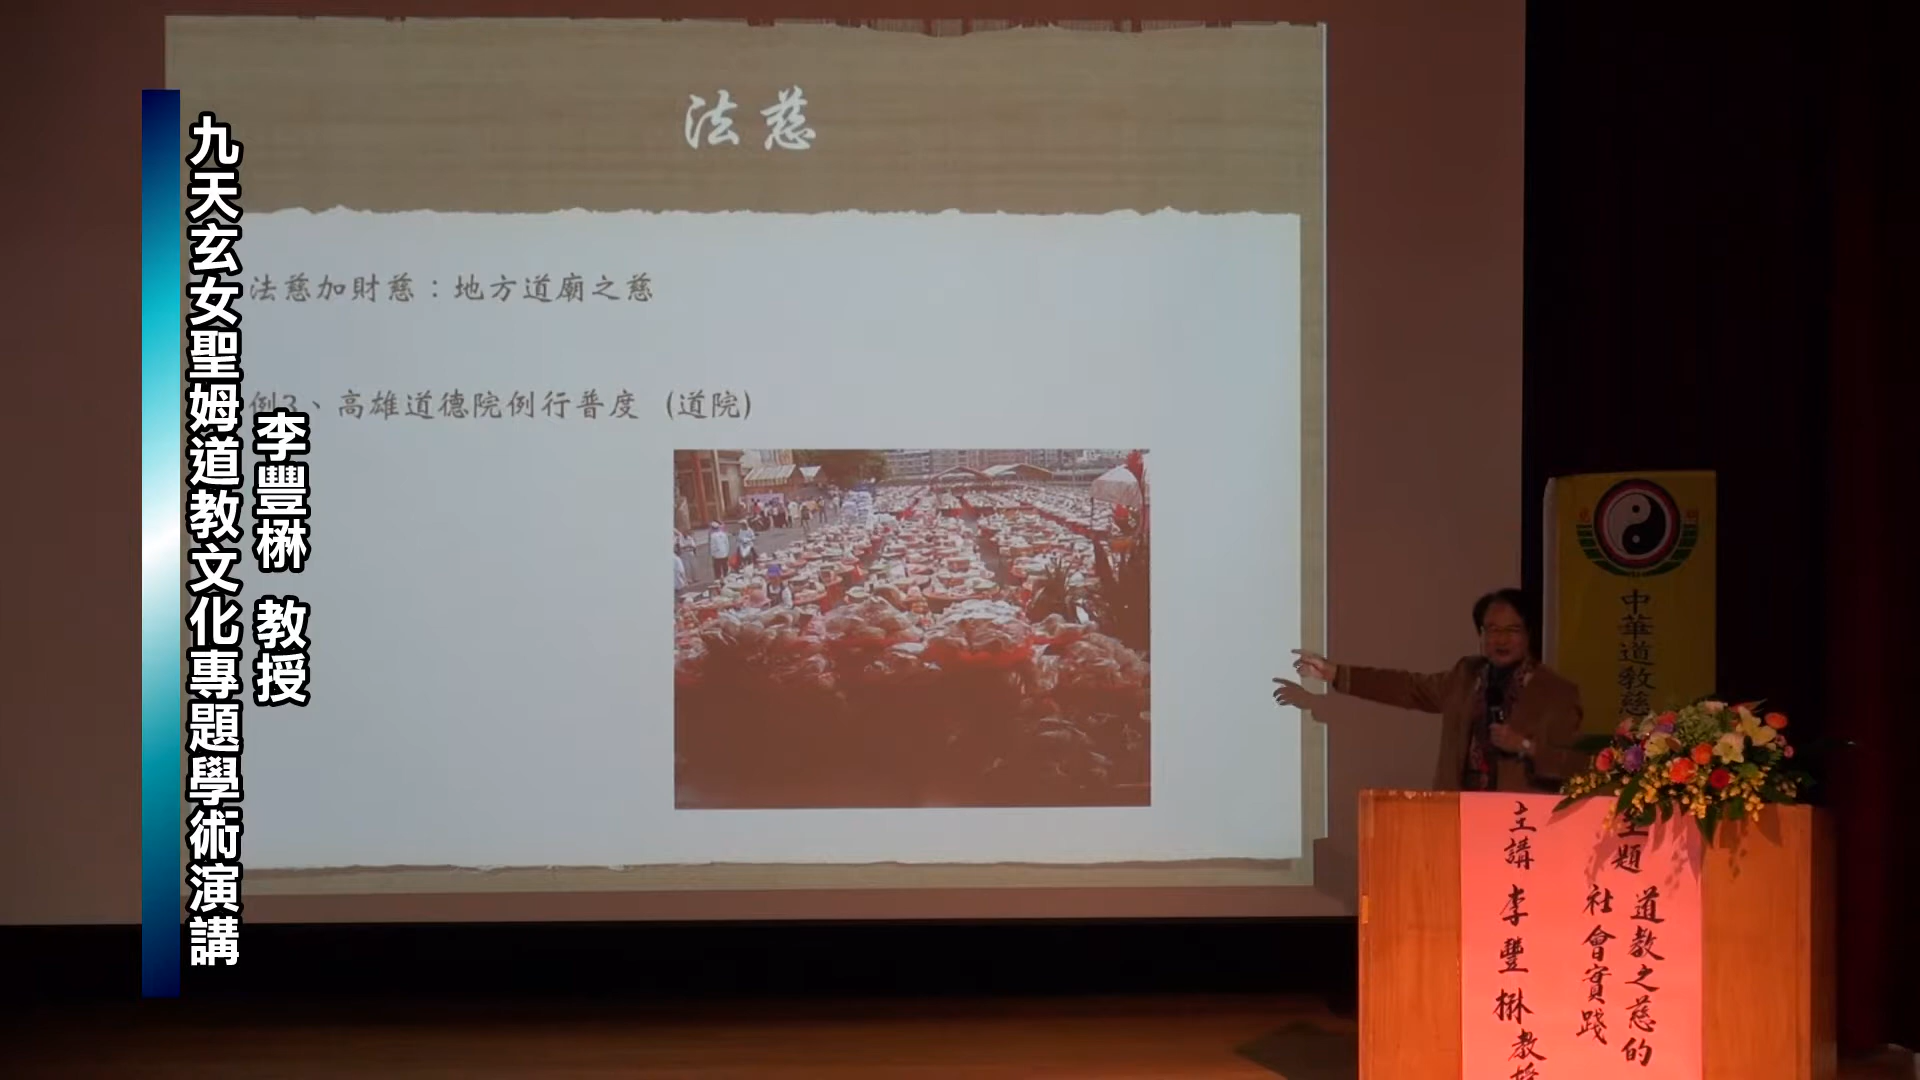 九天玄女聖姆道教文化專題學術演講
李豐楙 教授
法慈
法慈加財慈：地方道廟之慈
例3、高雄道德院例行普度 (道院)
中華道教慈
主題
道教之慈的
社會實踐
主講 李豐楙教授